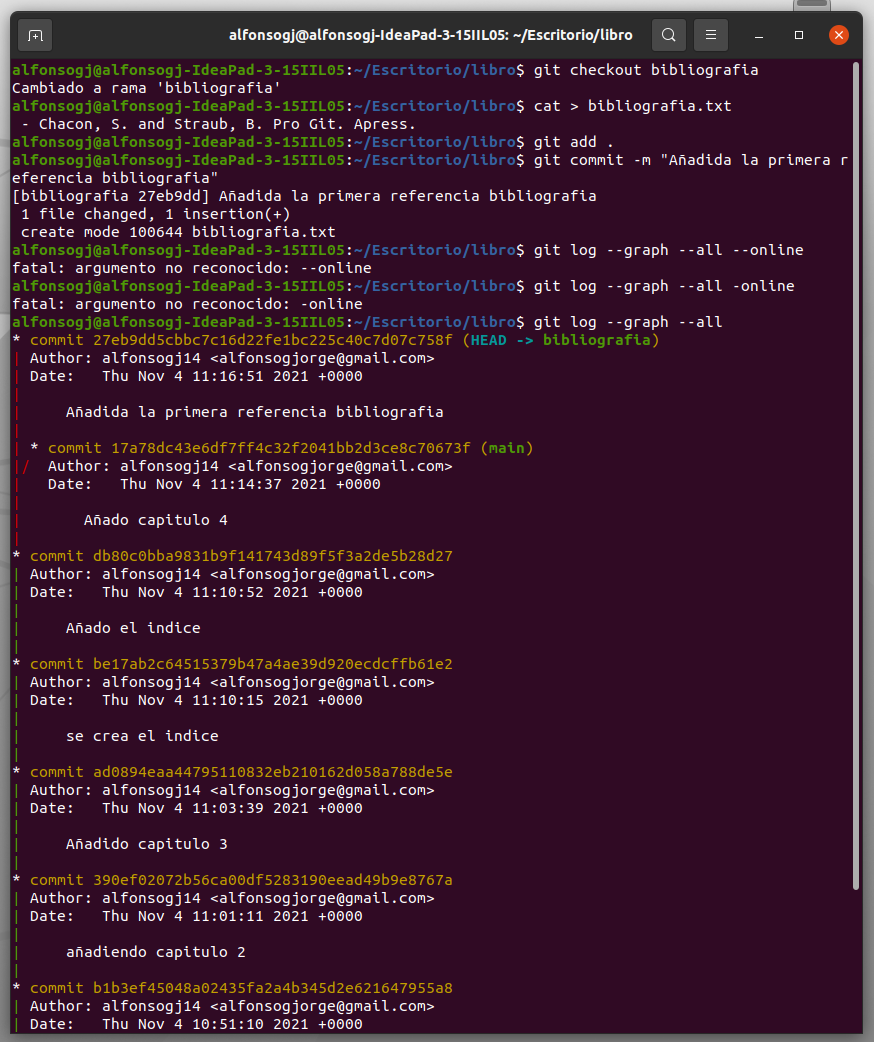 alfonsogj@alfonsogj-IdeaPad-3-15IIL05: ~/Escritorio/libro
alfonsogj@alfonsogj-IdeaPad-3-15IIL05:~/Escritorio/libro$ git checkout bibliografia
Cambiado a rama 'bibliografia'
alfonsogj@alfonsogj-IdeaPad-3-15IIL05:~/Escritorio/libro$ cat > bibliografia.txt
 - Chacon, S. and Straub, B. Pro Git. Apress.
alfonsogj@alfonsogj-IdeaPad-3-15IIL05:~/Escritorio/libro$ git add .
alfonsogj@alfonsogj-IdeaPad-3-15IIL05:~/Escritorio/libro$ git commit -m "Añadida la primera r
eferencia bibliografia"
[bibliografia 27eb9dd] Añadida la primera referencia bibliografia
 1 file changed, 1 insertion(+)
 create mode 100644 bibliografia.txt
alfonsogj@alfonsogj-IdeaPad-3-15IIL05:~/Escritorio/libro$ git log --graph --all --online
fatal: argumento no reconocido: --online
alfonsogj@alfonsogj-IdeaPad-3-15IIL05:~/Escritorio/libro$ git log --graph --all -online
fatal: argumento no reconocido: -online
alfonsogj@alfonsogj-IdeaPad-3-15IIL05:~/Escritorio/libro$ git log --graph --all
* commit 27eb9dd5cbbc7c16d22fe1bc225c40c7d07c758f (HEAD -> bibliografia)
| Author: alfonsogj14 <alfonsogjorge@gmail.com>
| Date:   Thu Nov 4 11:16:51 2021 +0000
|
|     Añadida la primera referencia bibliografia
|
| * commit 17a78dc43e6df7ff4c32f2041bb2d3ce8c70673f (main)
|/  Author: alfonsogj14 <alfonsogjorge@gmail.com>
|   Date:   Thu Nov 4 11:14:37 2021 +0000
|
|       Añado capitulo 4
|
* commit db80c0bba9831b9f141743d89f5f3a2de5b28d27
| Author: alfonsogj14 <alfonsogjorge@gmail.com>
| Date:   Thu Nov 4 11:10:52 2021 +0000
|
|     Añado el indice
|
* commit be17ab2c64515379b47a4ae39d920ecdcffb61e2
| Author: alfonsogj14 <alfonsogjorge@gmail.com>
| Date:   Thu Nov 4 11:10:15 2021 +0000
|
|     se crea el indice
|
* commit ad0894eaa44795110832eb210162d058a788de5e
| Author: alfonsogj14 <alfonsogjorge@gmail.com>
| Date:   Thu Nov 4 11:03:39 2021 +0000
|
|     Añadido capitulo 3
|
* commit 390ef02072b56ca00df5283190eead49b9e8767a
| Author: alfonsogj14 <alfonsogjorge@gmail.com>
| Date:   Thu Nov 4 11:01:11 2021 +0000
|
|     añadiendo capitulo 2
|
* commit b1b3ef45048a02435fa2a4b345d2e621647955a8
| Author: alfonsogj14 <alfonsogjorge@gmail.com>
| Date:   Thu Nov 4 10:51:10 2021 +0000